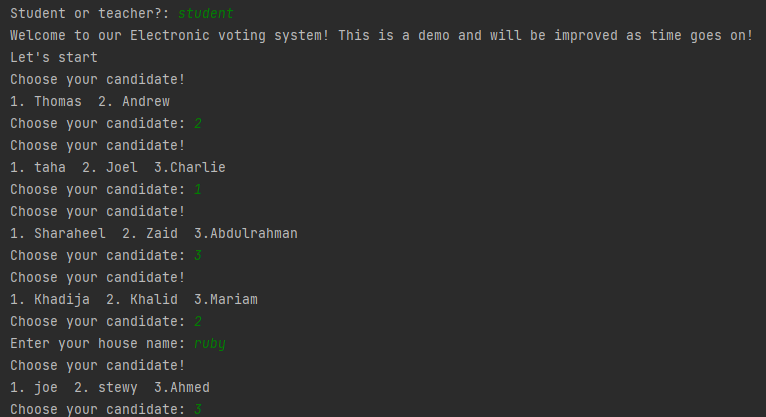 Student or teacher?: student
Welcome to our Electronic voting system! This is a demo and will be improved as time goes on!
Let's start
Choose your candidate!
1. Thomas  2. Andrew
Choose your candidate: 2
Choose your candidate!
1. taha  2. Joel  3.Charlie
Choose your candidate: 1
Choose your candidate!
1. Sharaheel  2. Zaid  3.Abdulrahman
Choose your candidate: 3
Choose your candidate!
1. Khadija  2. Khalid  3.Mariam
Choose your candidate: 2
Enter your house name: ruby
Choose your candidate!
1. joe  2. stewy  3.Ahmed
Choose your candidate: 3